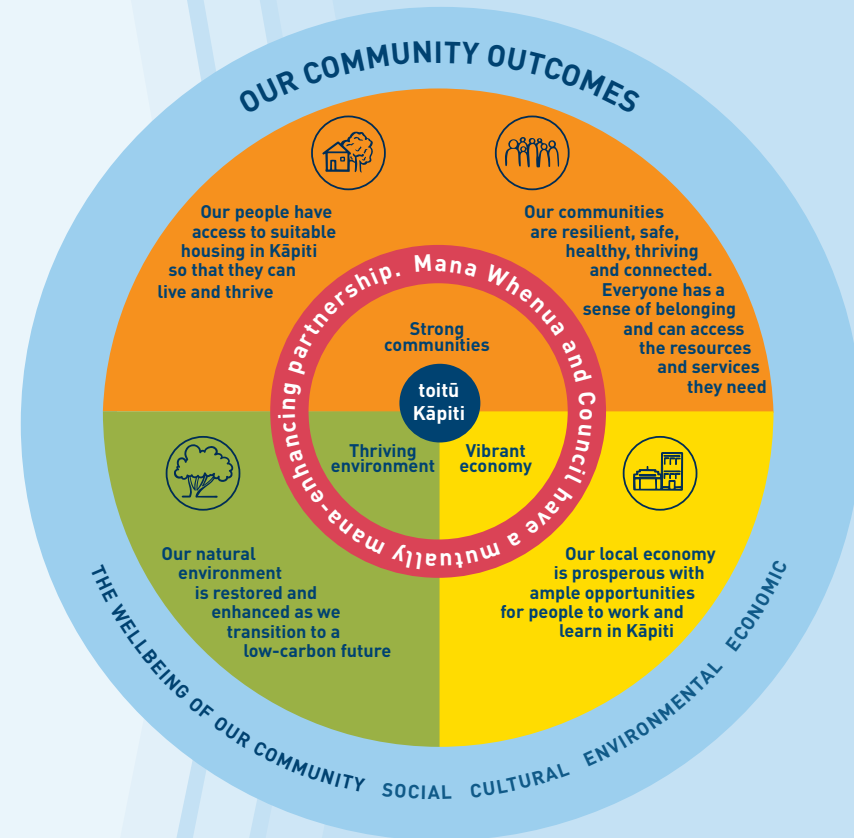 OUR COMMUNITY OUTCOMES
Our people have
access to suitable
housing in Kāpiti
so that they can
live and thrive
Our communities
are resilient, safe,
healthy, thriving
and connected.
Everyone has a
sense of belonging
and can access
the resources
and services
they need
Mana Whenua and Council have a mutually mana-enhancing partnership.
Strong
communities
toitū
Kāpiti
Thriving
environment
Vibrant
economy
Our natural
environment
is restored and
enhanced as we
transition to a
low-carbon future
Our local economy
is prosperous with
ample opportunities
for people to work and
learn in Kāpiti
THE WELLBEING OF OUR COMMUNITY SOCIAL CULTURAL ENVIRONMENTAL ECONOMIC